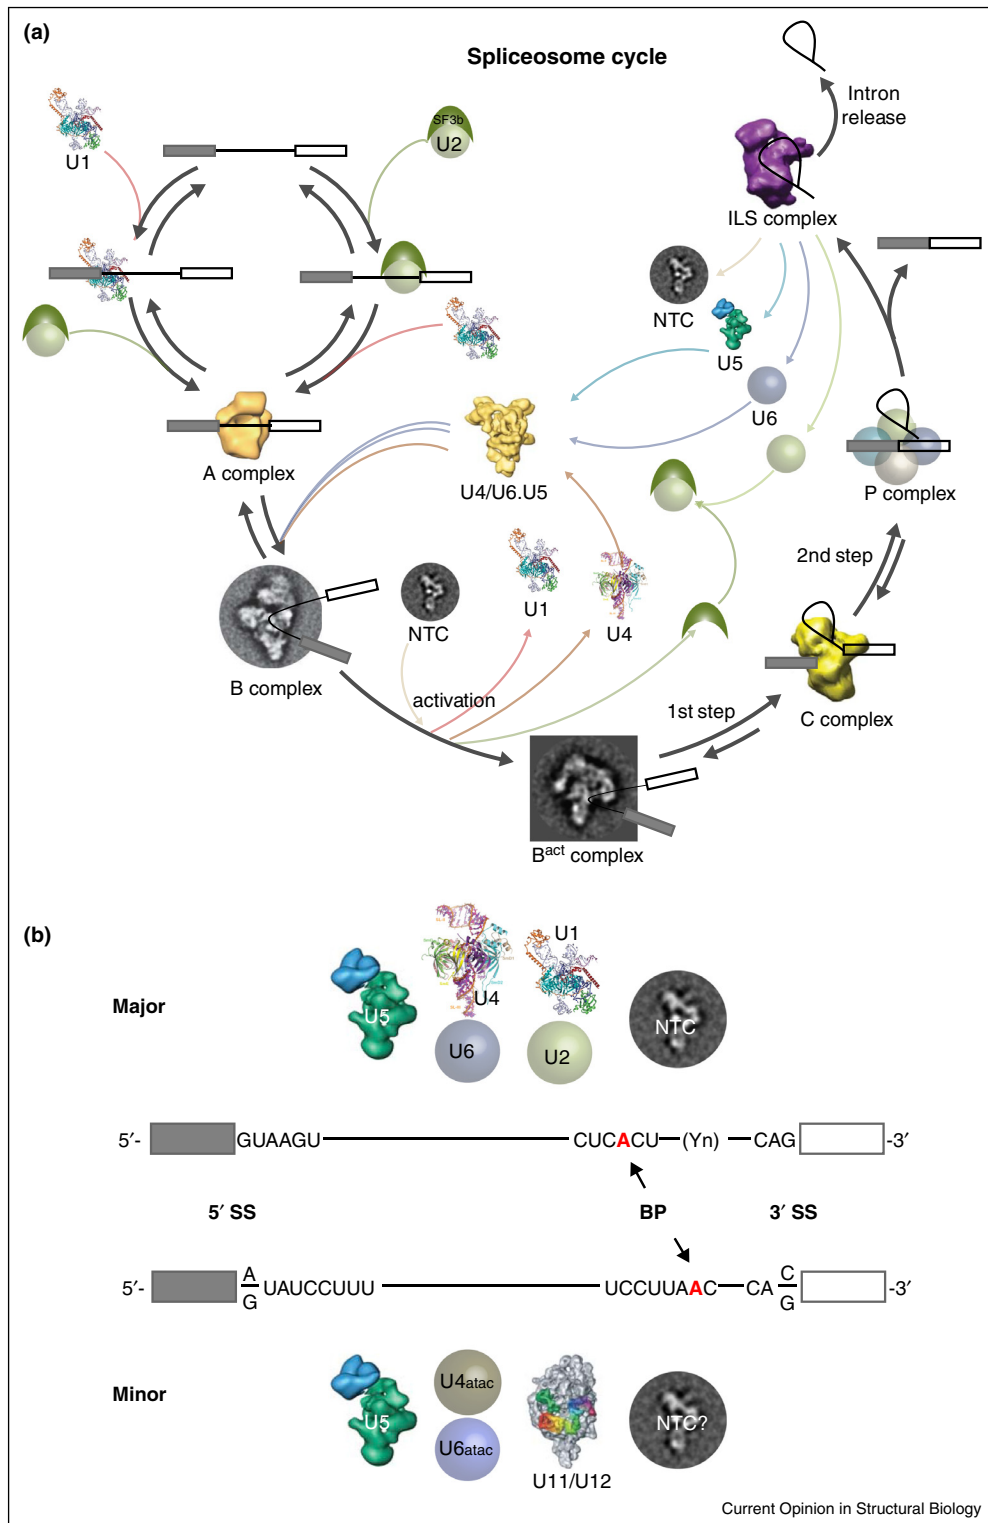 (a)
Spliceosome cycle
U1
SF3b
U2
Intron
release
ILS complex
NTC
U5
U6
A complex
U4/U6.U5
P complex
2nd step
U1
U4
NTC
B complex
activation
1st step
C complex
Bact complex
(b)
Major
U5
U4
U1
U6
U2
NTC
5′-
GUAAGU
CUCACU
(Yn)
CAG
-3′
5′ SS
BP
3′ SS
5′-
A
G
UAUCCUUU
UCCUUAAC
CA
C
G
-3′
Minor
U5
U4atac
U6atac
U11/U12
NTC?
Current Opinion in Structural Biology